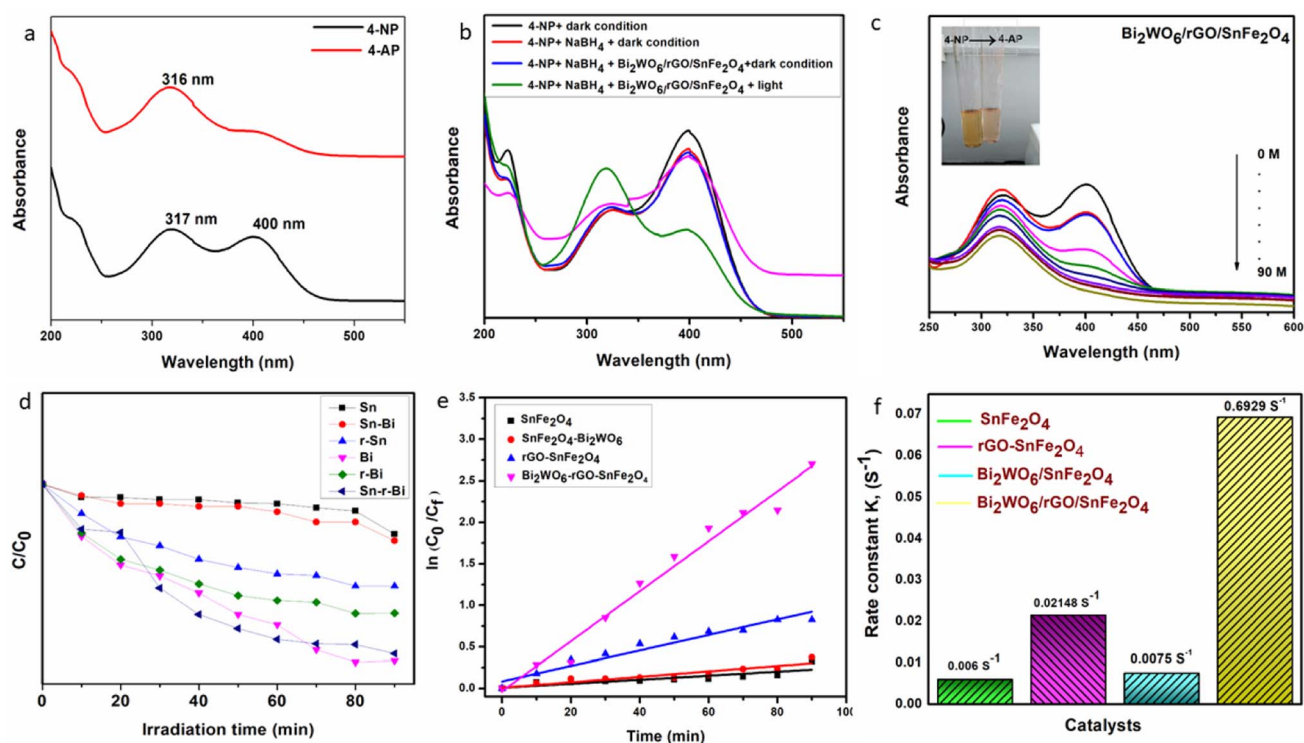 a
4-NP
4-AP
316 nm
317 nm
400 nm
Absorbance
200
300
400
500
Wavelength (nm)
b
4-NP+ dark condition
4-NP+ NaBH4 + dark condition
4-NP+ NaBH4 + Bi2WO6/rGO/SnFe2O4+dark condition
4-NP+ NaBH4 + Bi2WO6/rGO/SnFe2O4 + light
Absorbance
200
300
400
500
Wavelength (nm)
c
Bi2WO6/rGO/SnFe2O4
4-NP → 4-AP
0 M
90 M
Absorbance
250
300
350
400
450
500
550
600
Wavelength (nm)
d
Sn
Sn-Bi
r-Sn
Bi
r-Bi
Sn-r-Bi
C/C0
0
20
40
60
80
Irradiation time (min)
e
SnFe2O4
SnFe2O4-Bi2WO6
rGO-SnFe2O4
Bi2WO6-rGO-SnFe2O4
ln (C0/Cf)
3.5
3.0
2.5
2.0
1.5
1.0
0.5
0.0
0
20
40
60
80
100
Time (min)
f
SnFe2O4
rGO-SnFe2O4
Bi2WO6/SnFe2O4
Bi2WO6/rGO/SnFe2O4
0.6929 S-1
0.02148 S-1
0.006 S-1
0.0075 S-1
Rate constant K, (S-1)
0.07
0.06
0.05
0.04
0.03
0.02
0.01
0.00
Catalysts